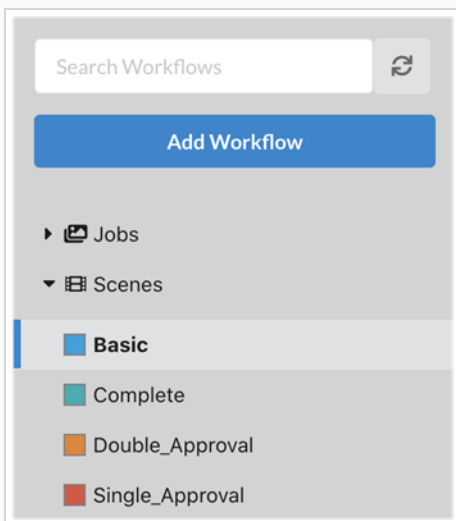 Search Workflows
Add Workflow
Jobs
Scenes
Basic
Complete
Double_Approval
Single_Approval